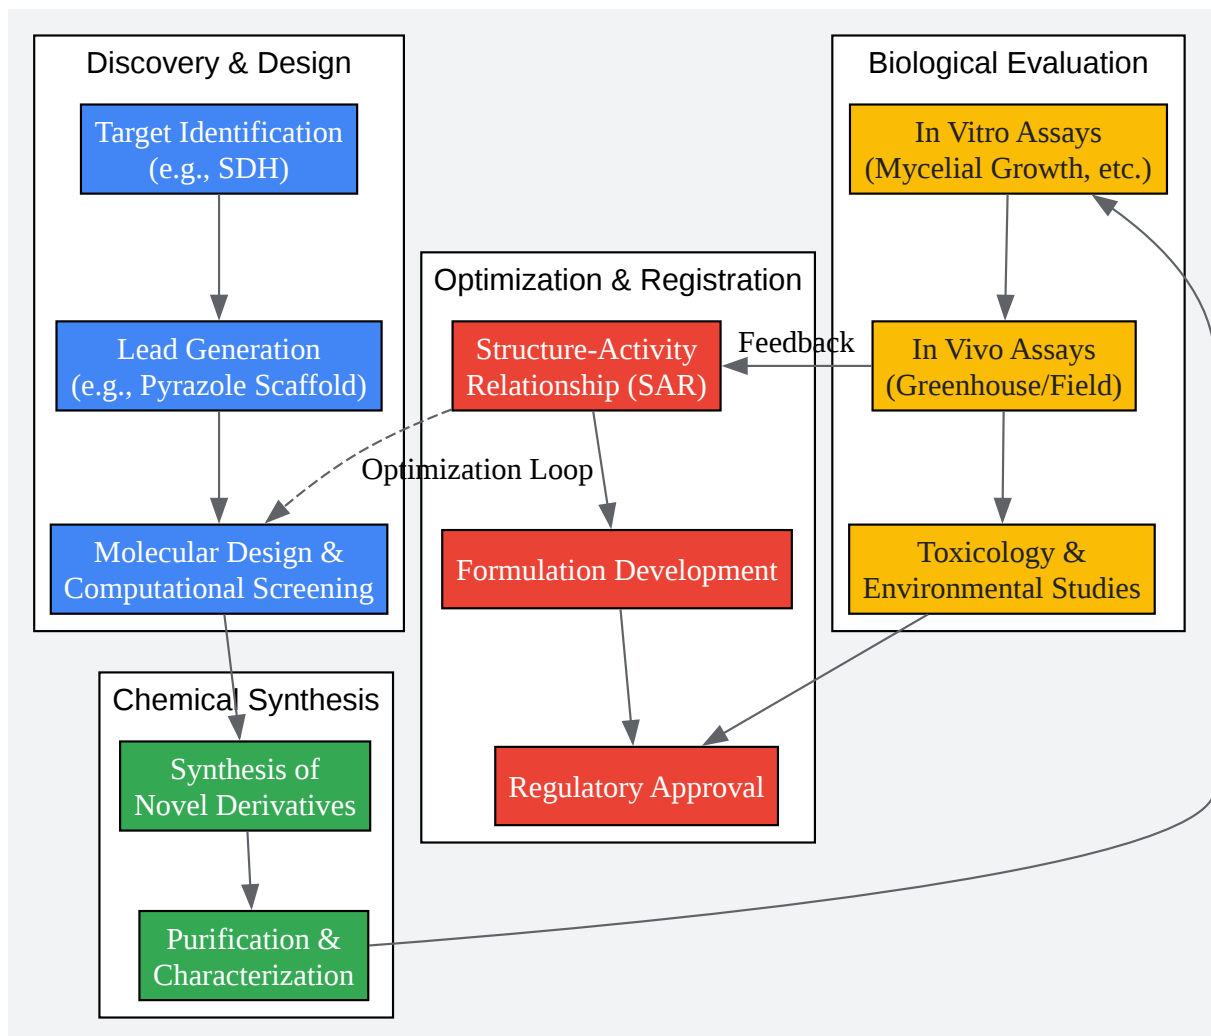 Discovery & Design
Target Identification
(e.g., SDH)
Lead Generation
(e.g., Pyrazole Scaffold)
Molecular Design &
Computational Screening
Chemical Synthesis
Synthesis of
Novel Derivatives
Purification &
Characterization
Optimization & Registration
Structure-Activity
Relationship (SAR)
Feedback
Optimization Loop
Formulation Development
Regulatory Approval
Biological Evaluation
In Vitro Assays
(Mycelial Growth, etc.)
In Vivo Assays
(Greenhouse/Field)
Toxicology &
Environmental Studies